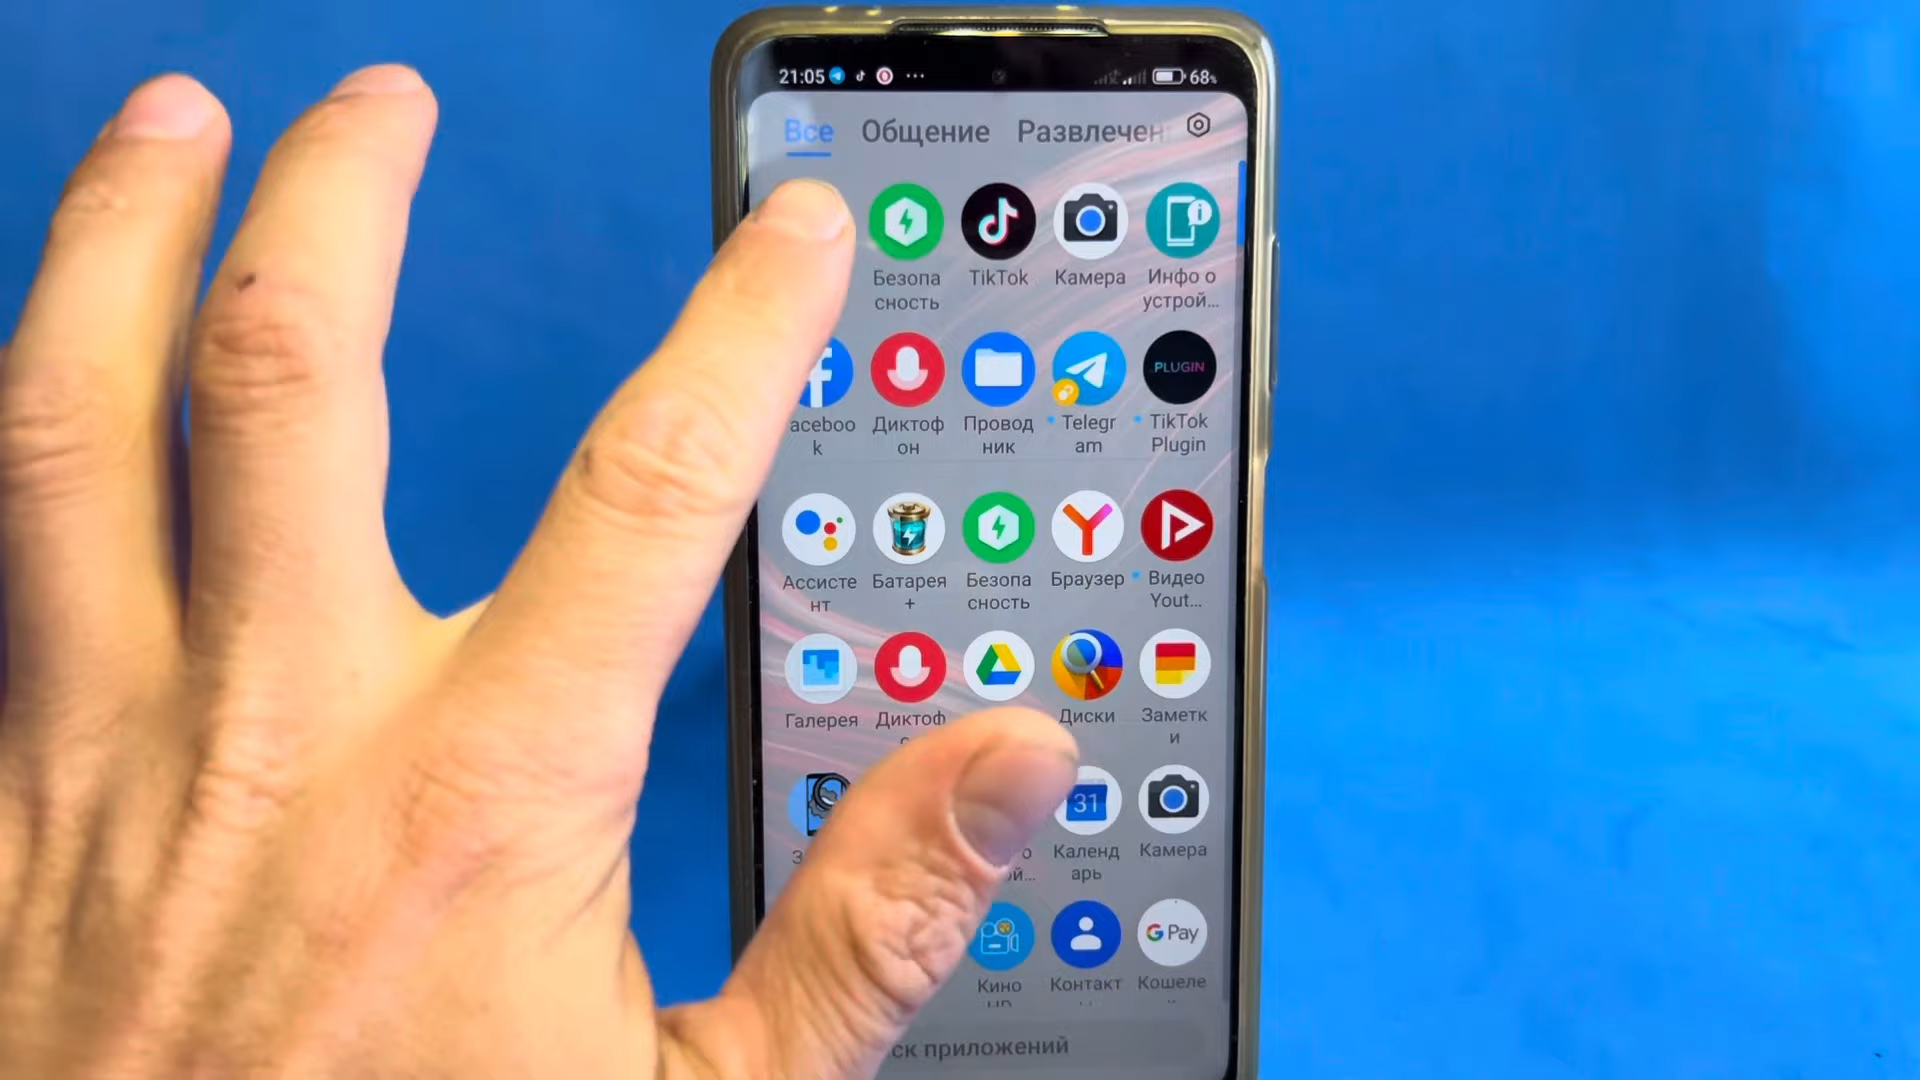 21:05 68%
Все Общение Развлечен
Безопа
сность
TikTok
Камера
Инфо о
устрой...
aceboo
k
Диктоф
он
Провод
ник
Telegr
am
PLUGIN
TikTok
Plugin
Ассисте
нт
Батарея
+
Безопа
сность
Браузер
Видео
Yout...
Галерея
Диктоф
Диски
Заметк
и
31
Календ
арь
Камера
Кино
HD
Контакт
ы
G Pay
Кошеле
ск приложений